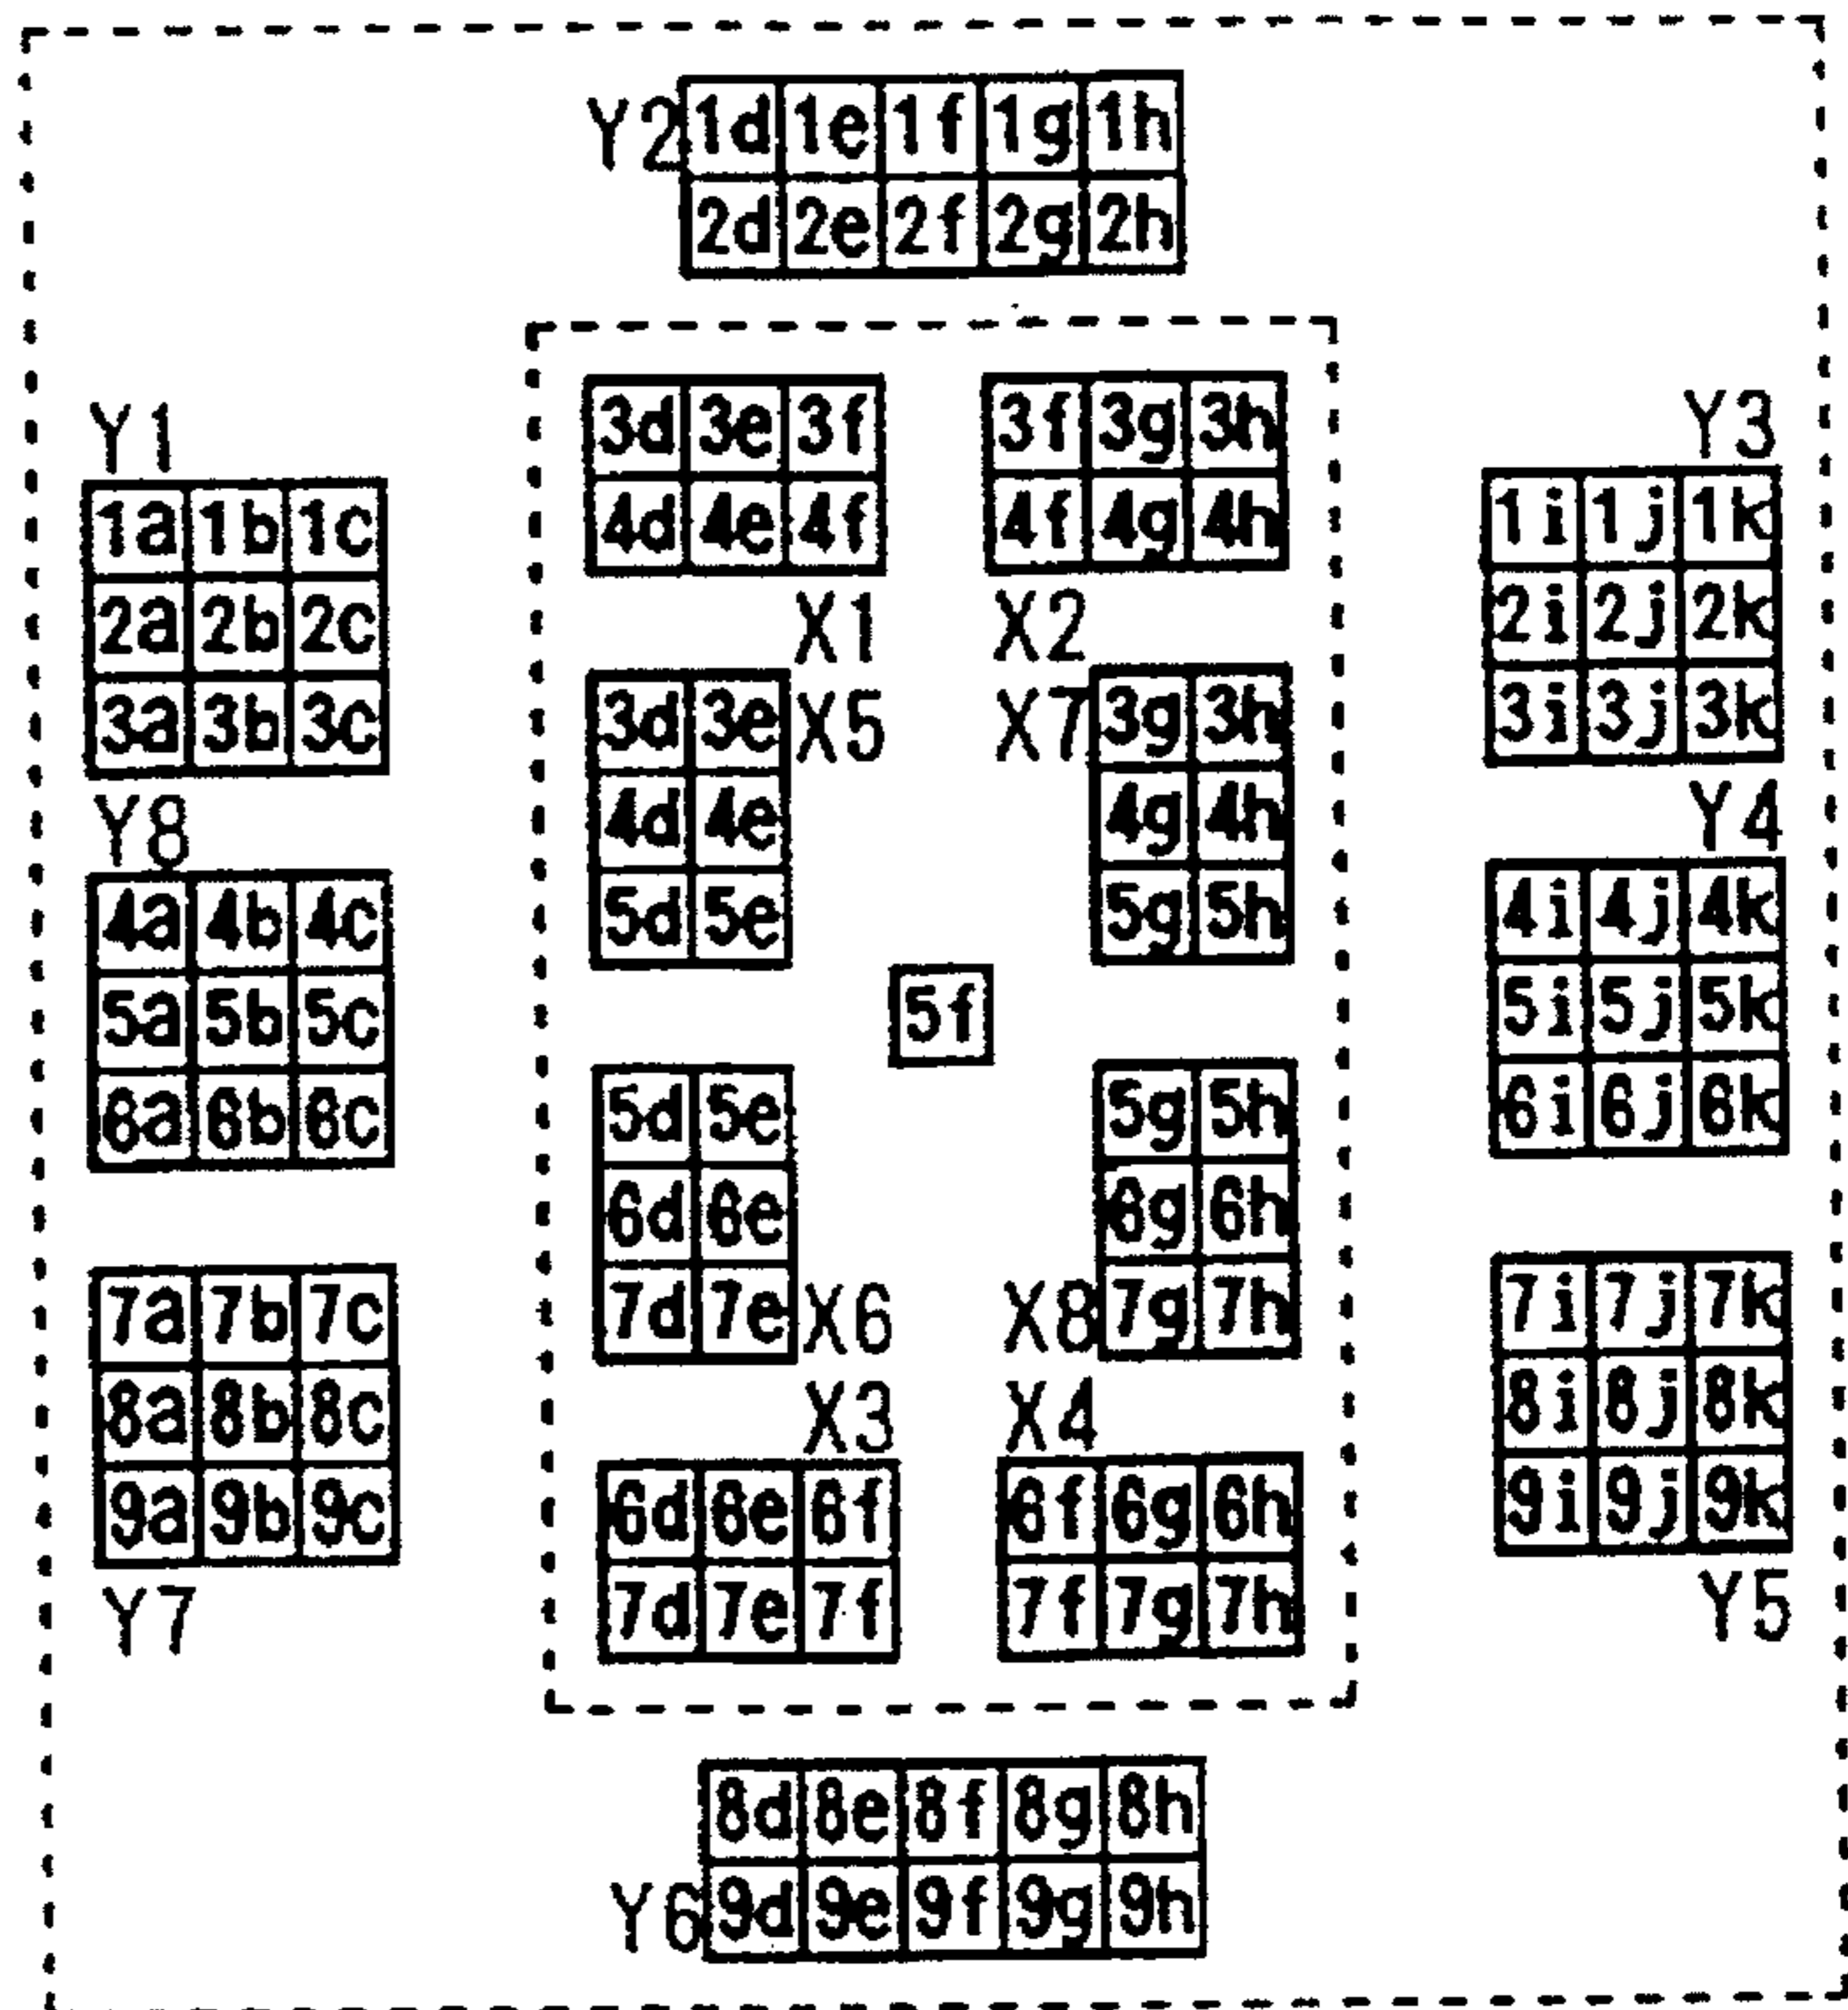 Y2 1d 1e 1f 1g 1h
2d 2e 2f 2g 2h
Y1
1a 1b 1c
2a 2b 2c
3a 3b 3c
Y8
4a 4b 4c
5a 5b 5c
6a 6b 6c
7a 7b 7c
8a 8b 8c
9a 9b 9c
Y7
3d 3e 3f
4d 4e 4f
X1
3f 3g 3h
4f 4g 4h
X2
3d 3e X5
4d 4e
5d 5e
X7 3g 3h
4g 4h
5g 5h
5f
5d 5e
6d 6e
7d 7e X6
5g 5h
6g 6h
X8 7g 7h
X3
6d 6e 6f
7d 7e 7f
X4
6f 6g 6h
7f 7g 7h
Y3
1i 1j 1k
2i 2j 2k
3i 3j 3k
Y4
4i 4j 4k
5i 5j 5k
6i 6j 6k
7i 7j 7k
8i 8j 8k
9i 9j 9k
Y5
8d 8e 8f 8g 8h
Y6 9d 9e 9f 9g 9h